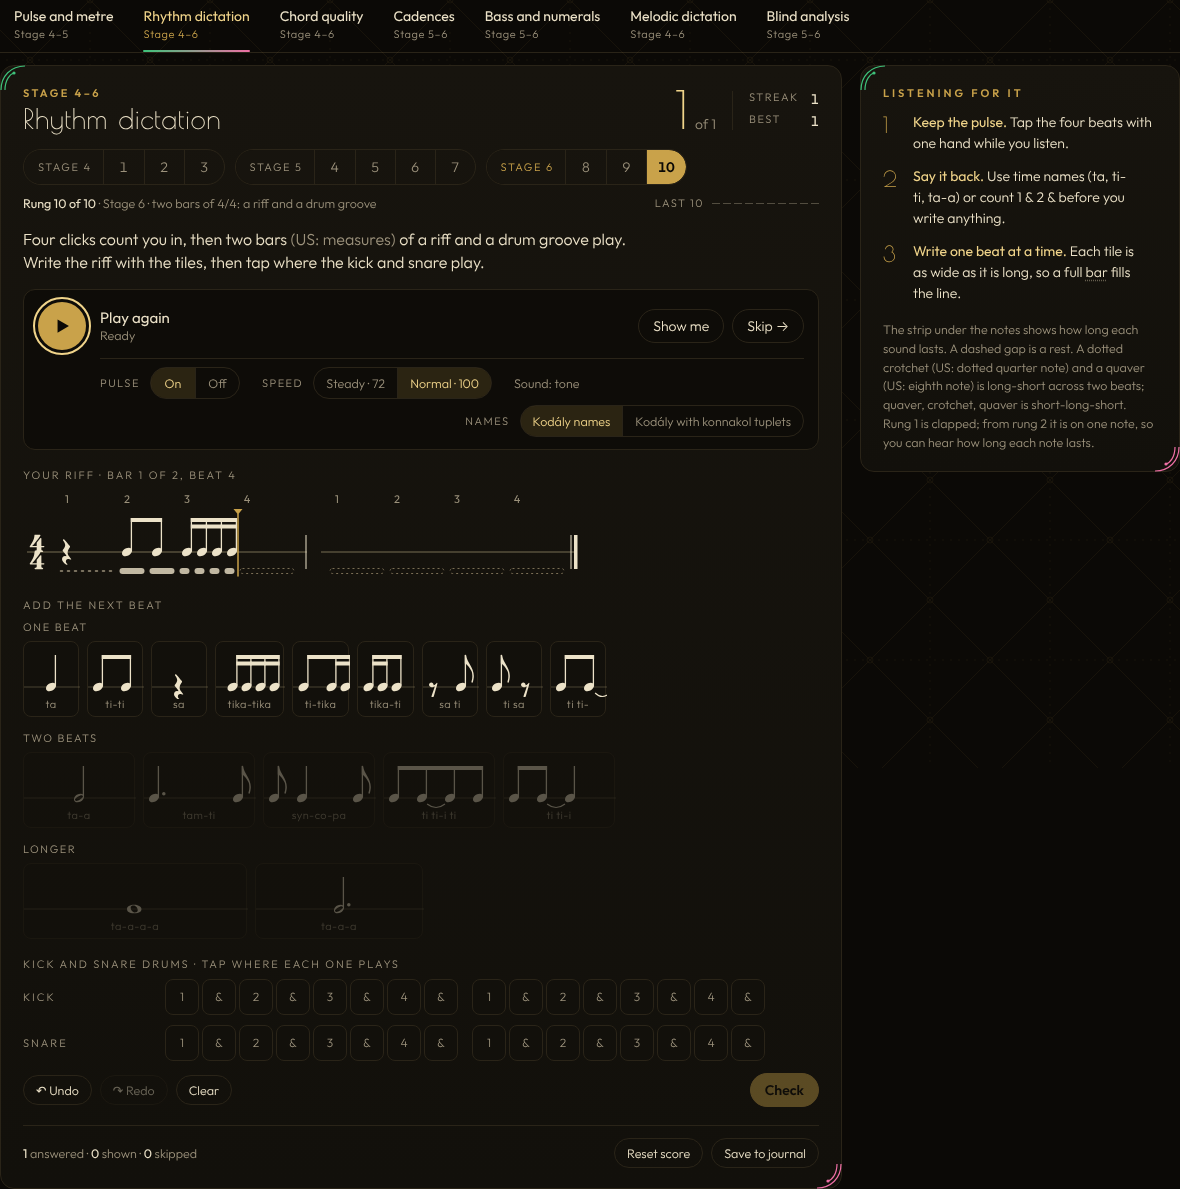 Pulse and metre
Stage 4–5
Rhythm dictation
Stage 4–6
Chord quality
Stage 4–6
Cadences
Stage 5–6
Bass and numerals
Stage 5–6
Melodic dictation
Stage 4–6
Blind analysis
Stage 5–6
STAGE 4–6
Rhythm dictation
1 of 1
STREAK 1
BEST 1
STAGE 4 1 2 3
STAGE 5 4 5 6 7
STAGE 6 8 9 10
Rung 10 of 10 · Stage 6 · two bars of 4/4: a riff and a drum groove
LAST 10
Four clicks count you in, then two bars (US: measures) of a riff and a drum groove play.
Write the riff with the tiles, then tap where the kick and snare play.
Play again
Ready
Show me
Skip →
PULSE On Off
SPEED Steady · 72 Normal · 100
Sound: tone
NAMES Kodály names Kodály with konnakol tuplets
YOUR RIFF · BAR 1 OF 2, BEAT 4
1 2 3 4 1 2 3 4
4
4
ADD THE NEXT BEAT
ONE BEAT
ta ti-ti sa tika-tika ti-tika tika-ti sa ti ti sa ti ti-
TWO BEATS
ta-a tam-ti syn-co-pa ti ti-i ti ti ti-i
LONGER
ta-a-a-a ta-a-a
KICK AND SNARE DRUMS · TAP WHERE EACH ONE PLAYS
KICK 1 & 2 & 3 & 4 & 1 & 2 & 3 & 4 &
SNARE 1 & 2 & 3 & 4 & 1 & 2 & 3 & 4 &
↶ Undo
↷ Redo
Clear
Check
1 answered · 0 shown · 0 skipped
Reset score
Save to journal
LISTENING FOR IT
1 Keep the pulse. Tap the four beats with
one hand while you listen.
2 Say it back. Use time names (ta, ti-
ti, ta-a) or count 1 & 2 & before you
write anything.
3 Write one beat at a time. Each tile is
as wide as it is long, so a full bar fills
the line.
The strip under the notes shows how long each
sound lasts. A dashed gap is a rest. A dotted
crotchet (US: dotted quarter note) and a quaver
(US: eighth note) is long-short across two beats;
quaver, crotchet, quaver is short-long-short.
Rung 1 is clapped; from rung 2 it is on one note, so
you can hear how long each note lasts.